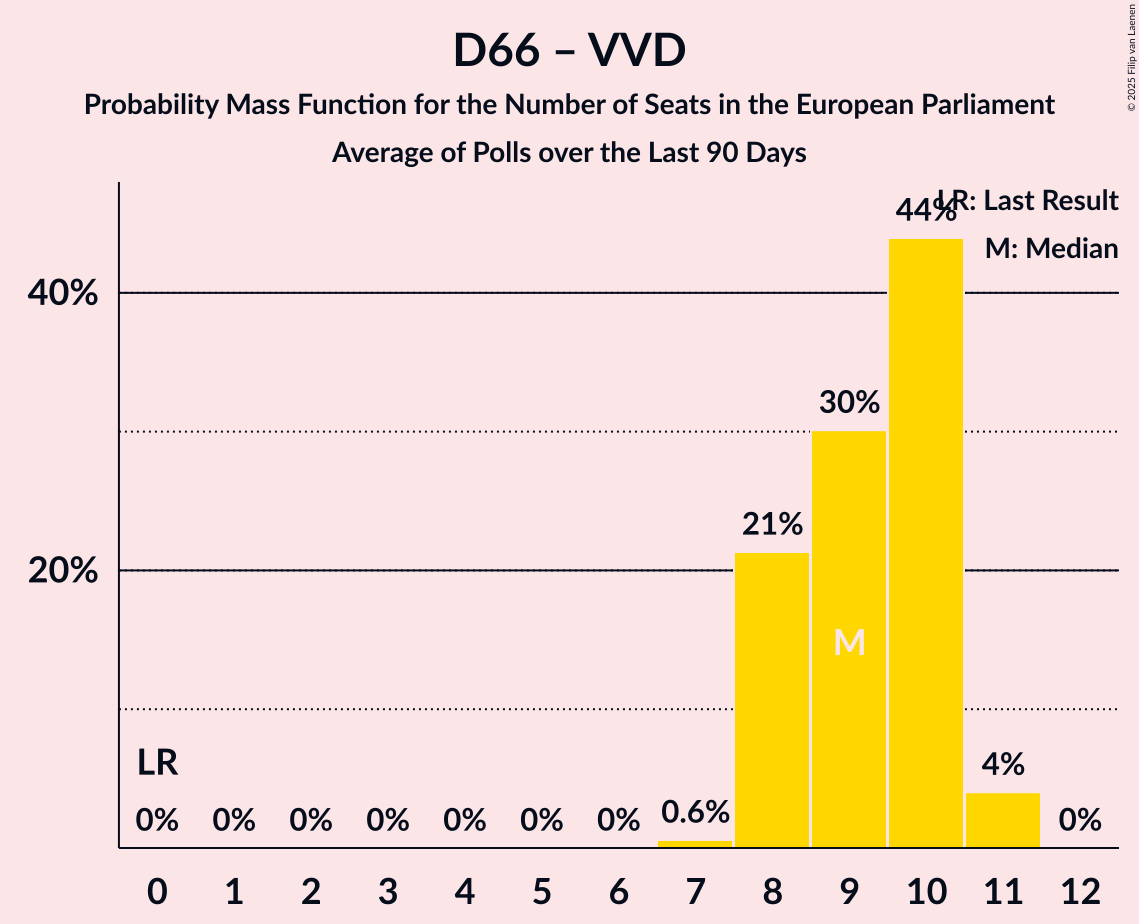 D66 – VVD
Probability Mass Function for the Number of Seats in the European Parliament
Average of Polls over the Last 90 Days
© 2025 Filip van Laenen
LR: Last Result
M: Median
44%
40%
30%
21%
20%
M
LR
4%
0% 0% 0% 0% 0% 0% 0% 0.6% 0%
0 1 2 3 4 5 6 7 8 9 10 11 12